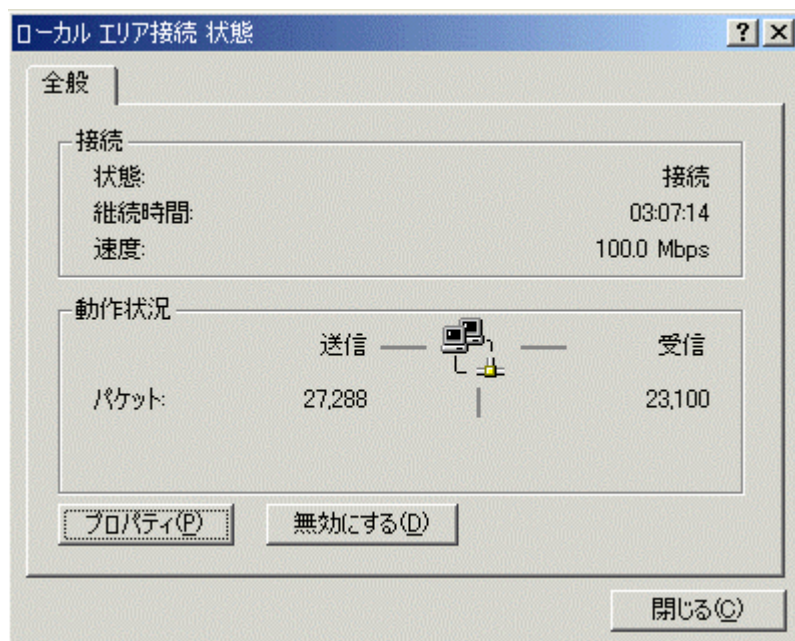 ローカル エリア接続 状態
全般
接続
状態: 接続
継続時間: 03:07:14
速度: 100.0 Mbps
動作状況
送信 受信
パケット: 27,288 23,100
プロパティ(P) 無効にする(D)
閉じる(C)